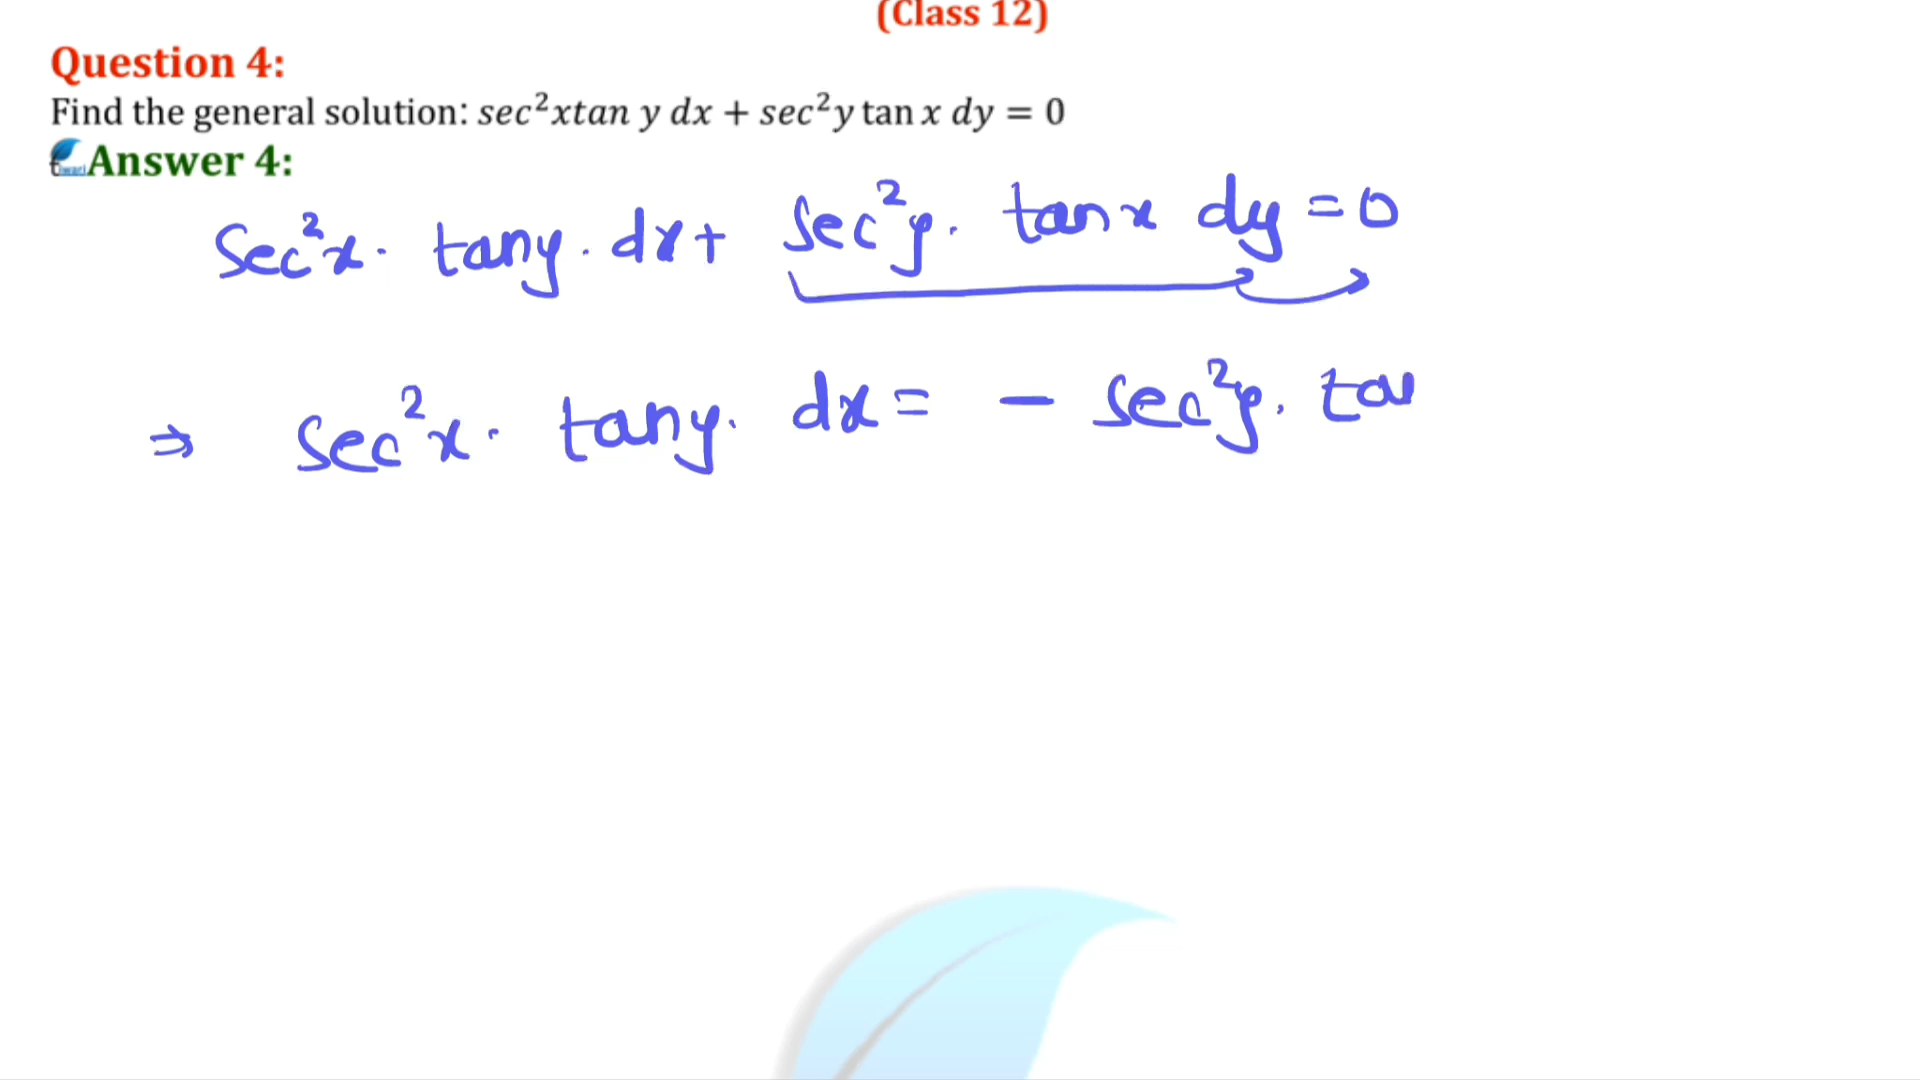 (Class 12)
Question 4:
Find the general solution: sec²xtan y dx + sec²y tan x dy = 0
Answer 4:
sec²x · tany · dx + sec²y · tanx dy = 0
⇒ sec²x · tany · dx = − sec²y · tan